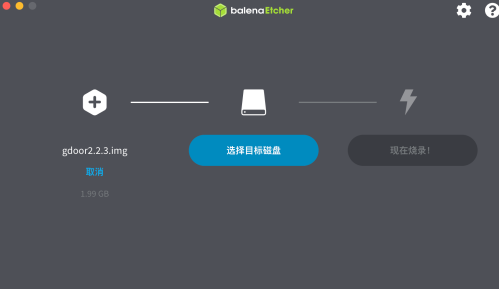 balenaEtcher
gdoor2.2.3.img
取消
1.99 GB
选择目标磁盘
现在烧录!